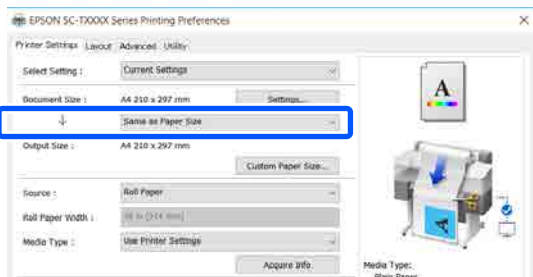 EPSON SC-TXXXX Series Printing Preferences
Printer Settings Layout Advanced Utility
Select Setting : Current Settings
Document Size : A4 210 x 297 mm Settings...
↓ Same as Paper Size
Output Size : A4 210 x 297 mm
Custom Paper Size...
Source : Roll Paper
Roll Paper Width :
Media Type : Use Printer Settings
Acquire Info
A
Media Type:
Plain Paper